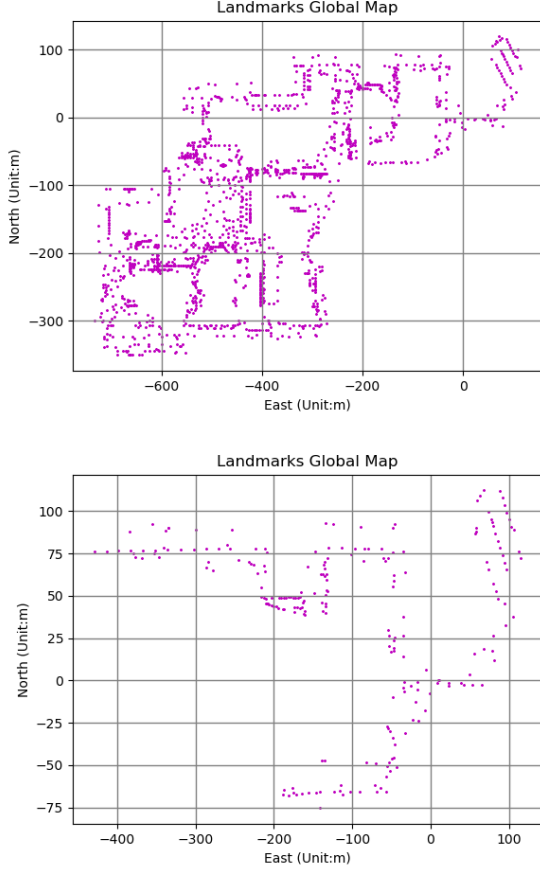 Landmarks Global Map
100
0
−100
−200
−300
North (Unit:m)
−600 −400 −200 0
East (Unit:m)
Landmarks Global Map
100
75
50
25
0
−25
−50
−75
North (Unit:m)
−400 −300 −200 −100 0 100
East (Unit:m)